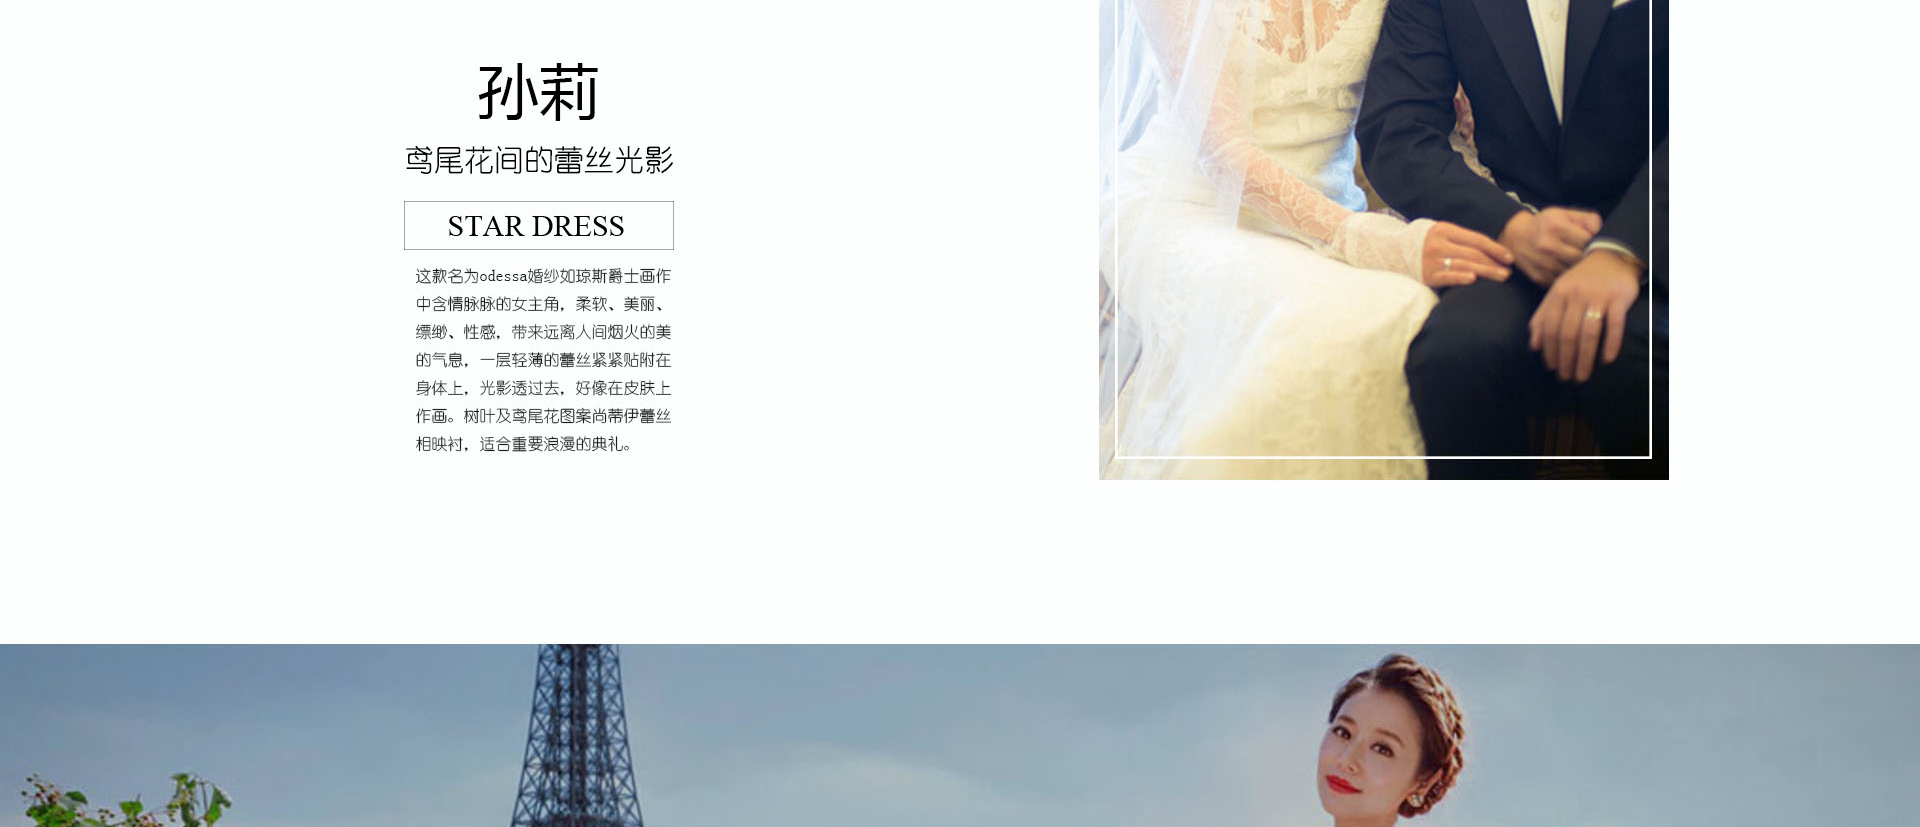 孙莉
鸢尾花间的蕾丝光影
STAR DRESS
这款名为odessa婚纱如琼斯爵士画作
中含情脉脉的女主角，柔软、美丽、
缥缈、性感，带来远离人间烟火的美
的气息，一层轻薄的蕾丝紧紧贴附在
身体上，光影透过去，好像在皮肤上
作画。树叶及鸢尾花图案尚蒂伊蕾丝
相映衬，适合重要浪漫的典礼。